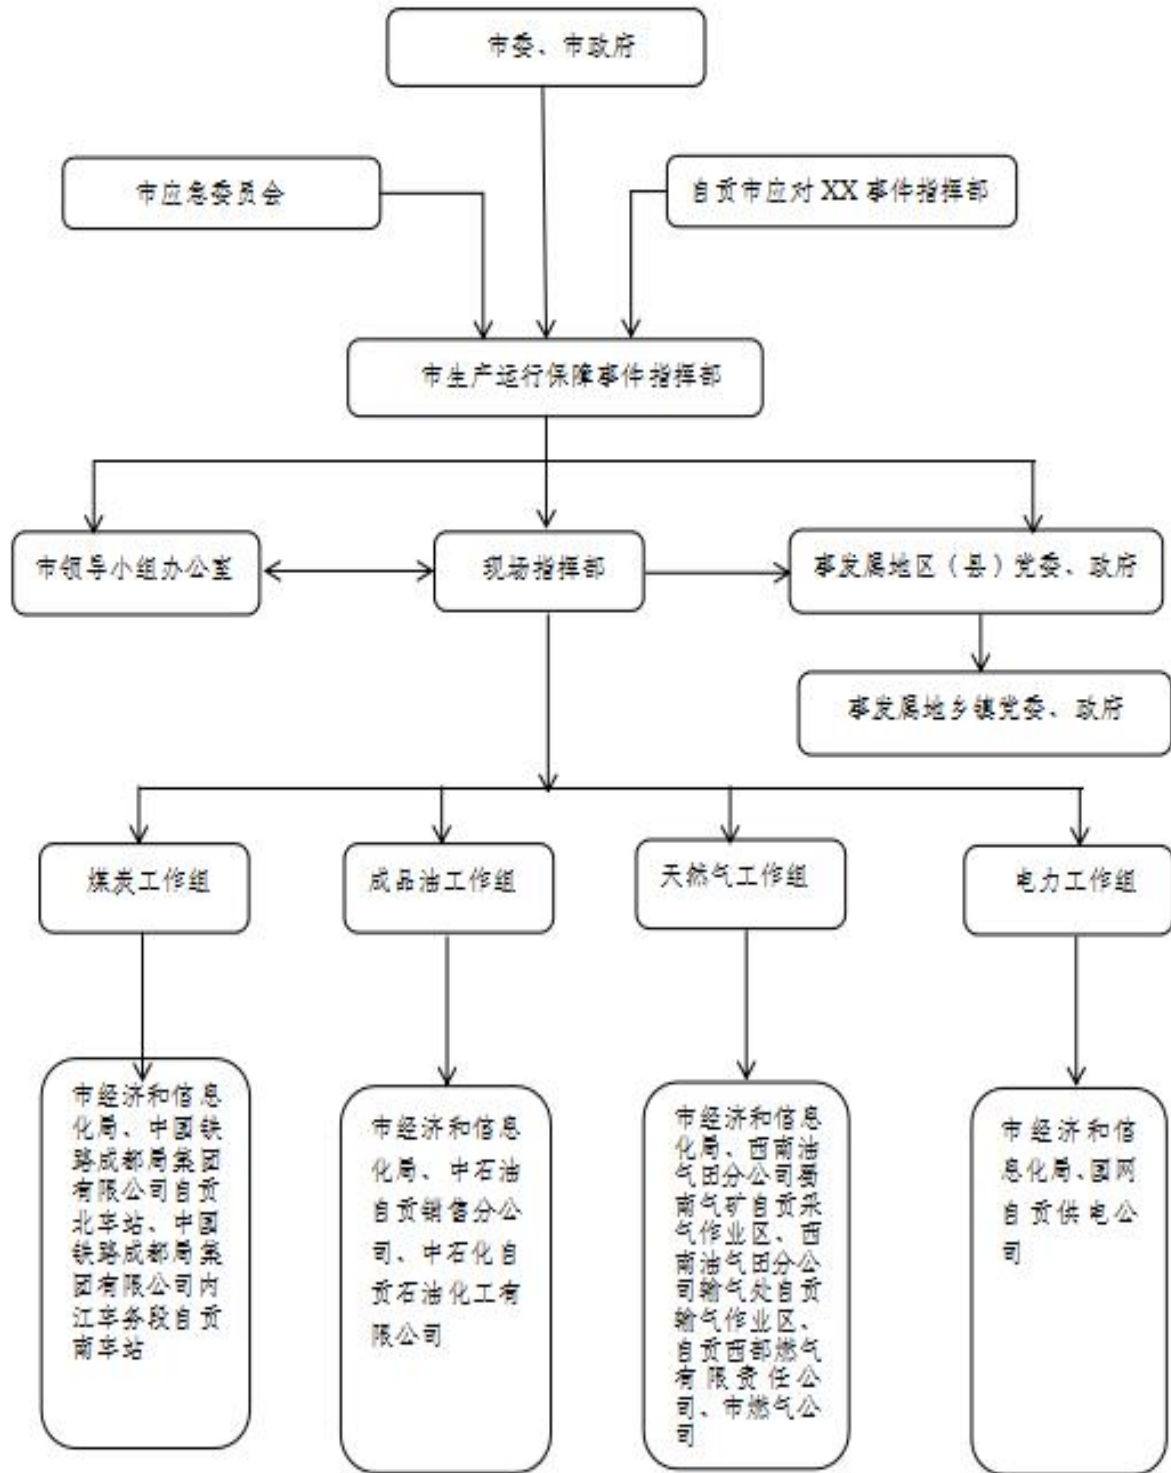 市委、市政府
市应急委员会
自贡市应对 XX 事件指挥部
市生产运行保障事件指挥部
市领导小组办公室
现场指挥部
事发属地区（县）党委、政府
事发属地乡镇党委、政府
煤炭工作组
成品油工作组
天然气工作组
电力工作组
市经济和信息
化局、中国铁
路成都局集团
有限公司自贡
北车站、中国
铁路成都局集
团有限公司内
江车务段自贡
南车站
市经济和信息
化局、中石油
自贡销售分公
司、中石化自
贡石油化工有
限公司
市经济和信息
化局、西南油
气田分公司蜀
南气矿自贡采
气作业区、西
南油气田分公
司输气处自贡
输气作业区、
自贡西部燃气
有限责任公
司、市燃气公
司
市经济和信
息化局、国网
自贡供电公
司